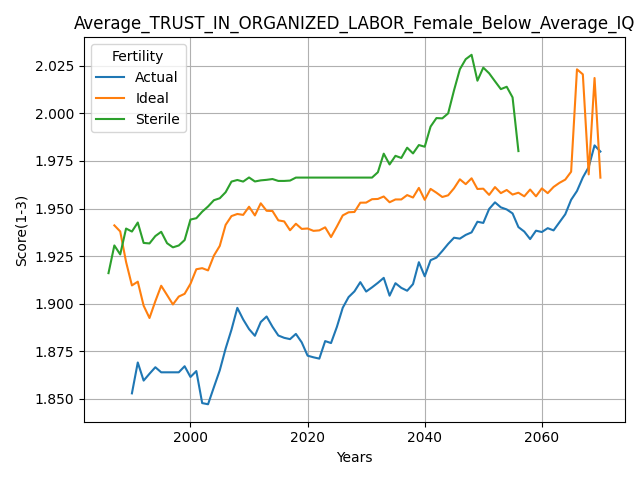 Average_TRUST_IN_ORGANIZED_LABOR_Female_Below_Average_IQ
Fertility
Actual
Ideal
Sterile
2.025
2.000
1.975
1.950
1.925
1.900
1.875
1.850
Score(1-3)
2000
2020
2040
2060
Years